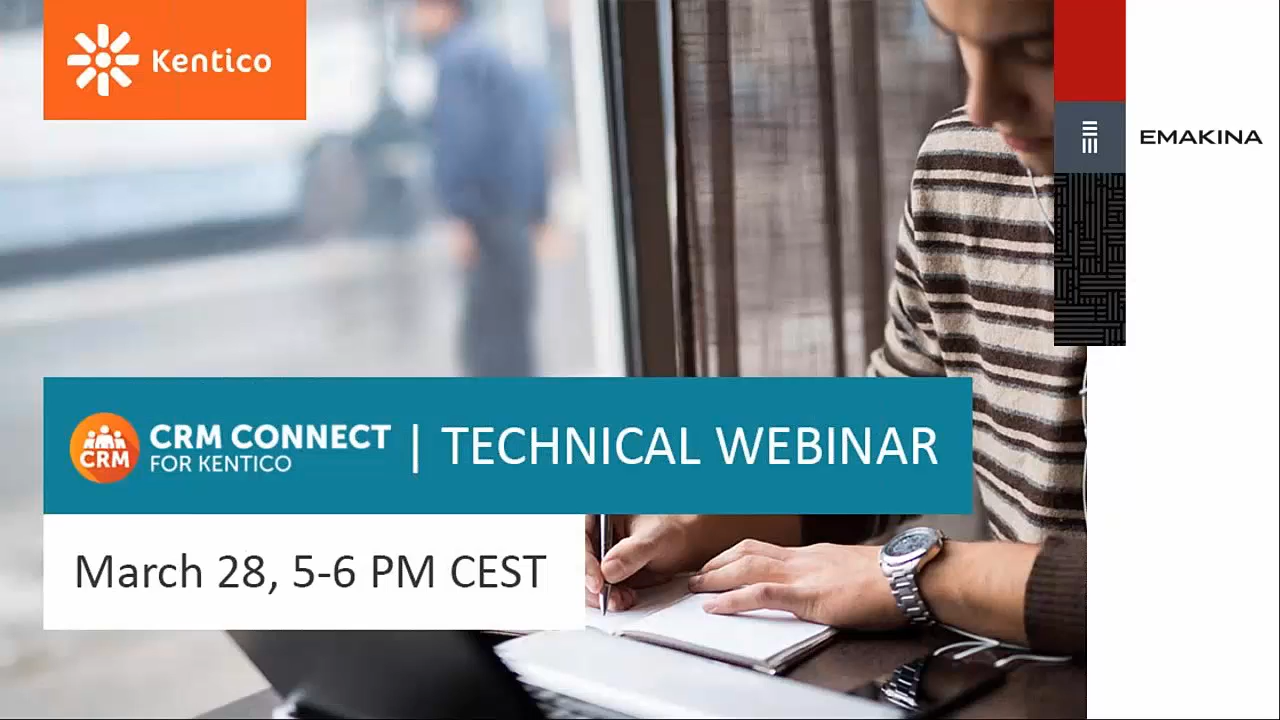 Kentico
EMAKINA
CRM
CRM CONNECT
FOR KENTICO
| TECHNICAL WEBINAR
March 28, 5-6 PM CEST